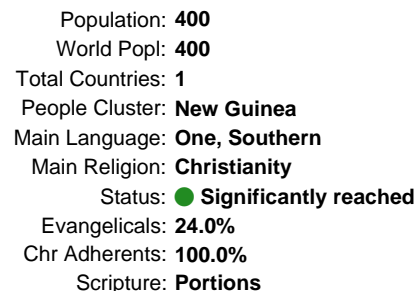 Population: 400
World Popl: 400
Total Countries: 1
People Cluster: New Guinea
Main Language: One, Southern
Main Religion: Christianity
Status: Significantly reached
Evangelicals: 24.0%
Chr Adherents: 100.0%
Scripture: Portions